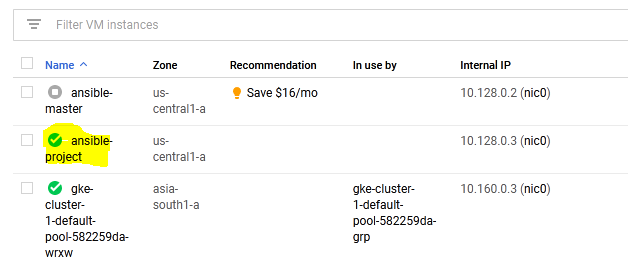 Filter VM instances
Name Zone Recommendation In use by Internal IP
ansible- us- Save $16/mo 10.128.0.2 (nic0)
master central1-a
ansible- us- 10.128.0.3 (nic0)
project central1-a
gke- asia- gke-cluster- 10.160.0.3 (nic0)
cluster- south1-a 1-default-
1-default- pool-582259da-
pool-582259da- grp
wrxw